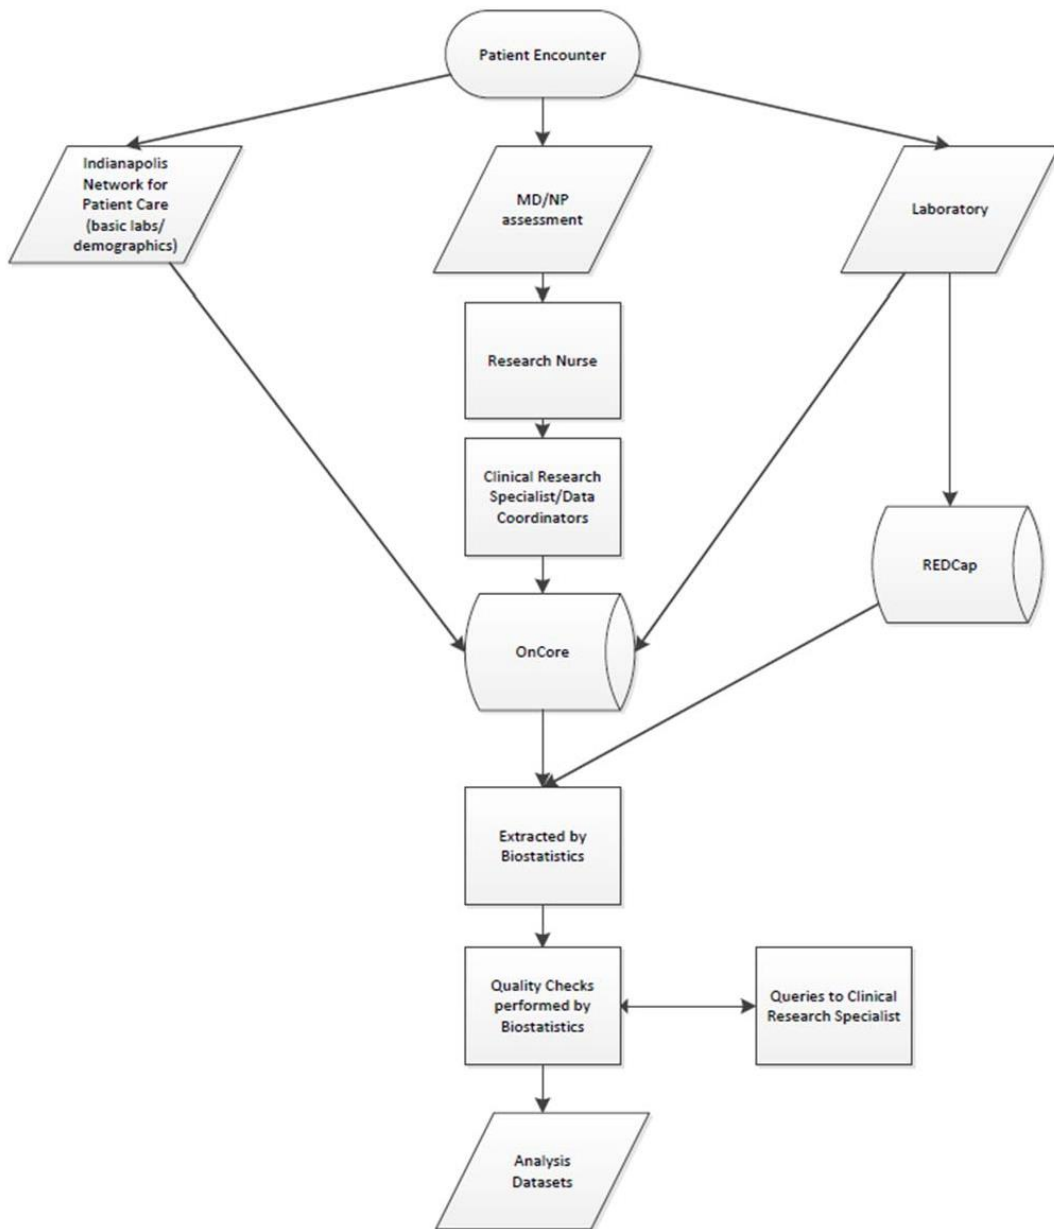 Patient Encounter
Indianapolis
Network for
Patient Care
(basic labs/
demographics)
MD/NP
assessment
Laboratory
Research Nurse
Clinical Research
Specialist/Data
Coordinators
REDCap
OnCore
Extracted by
Biostatistics
Quality Checks
performed by
Biostatistics
Queries to Clinical
Research Specialist
Analysis
Datasets